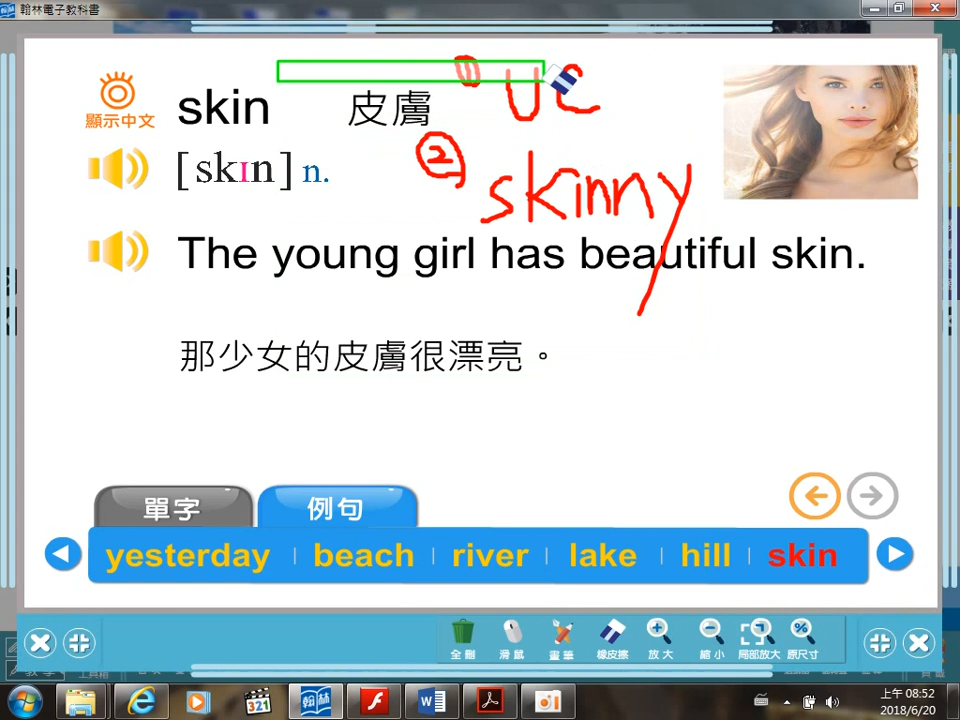 翰林電子教科書
skin 皮膚
① UC
② skinny
顯示中文
[skɪn] n.
The young girl has beautiful skin.
那少女的皮膚很漂亮。
單字 例句
yesterday beach river lake hill skin
全刪 滑鼠 畫筆 橡皮擦 放大 縮小 局部放大 原尺寸
翰林
321
上午 08:52
2018/6/20